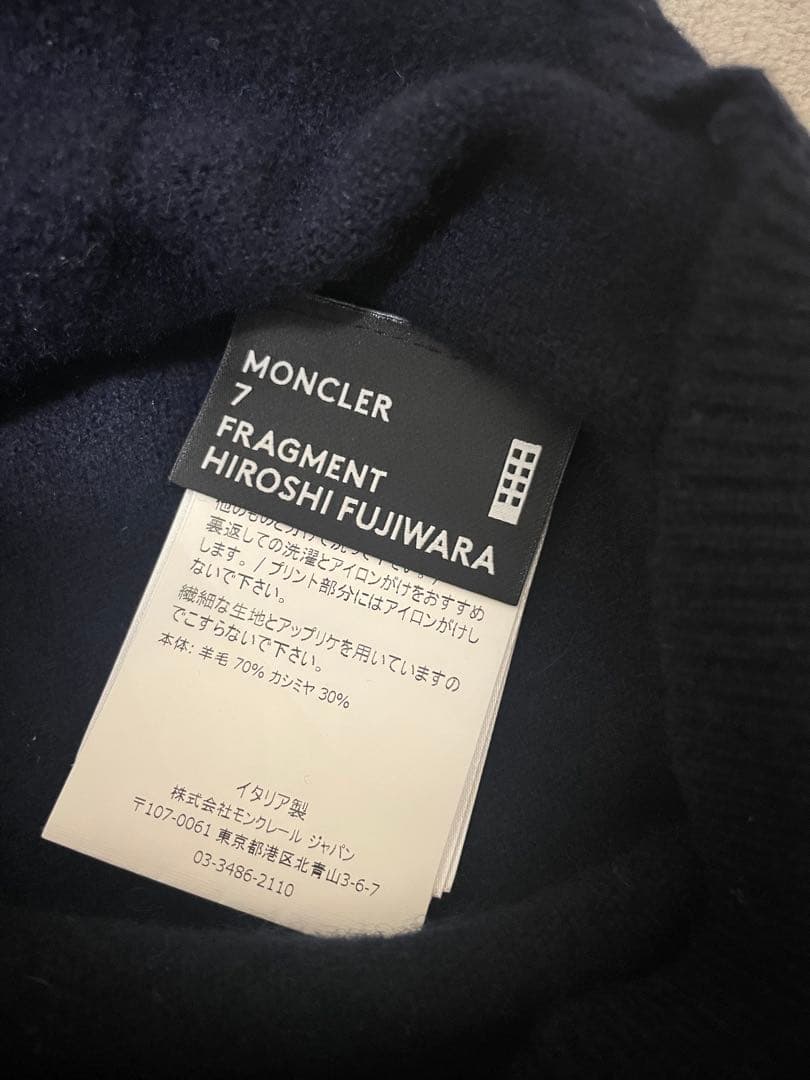 MONCLER
7
FRAGMENT
HIROSHI FUJIWARA
裏返しての洗濯とアイロンがけをおすすめ
します。/ プリント部分にはアイロンがけし
ないで下さい。
繊細な生地とアップリケを用いていますの
でこすらないで下さい。
本体: 羊毛 70% カシミヤ 30%
イタリア製
株式会社モンクレール ジャパン
〒107-0061 東京都港区北青山3-6-7
03-3486-2110